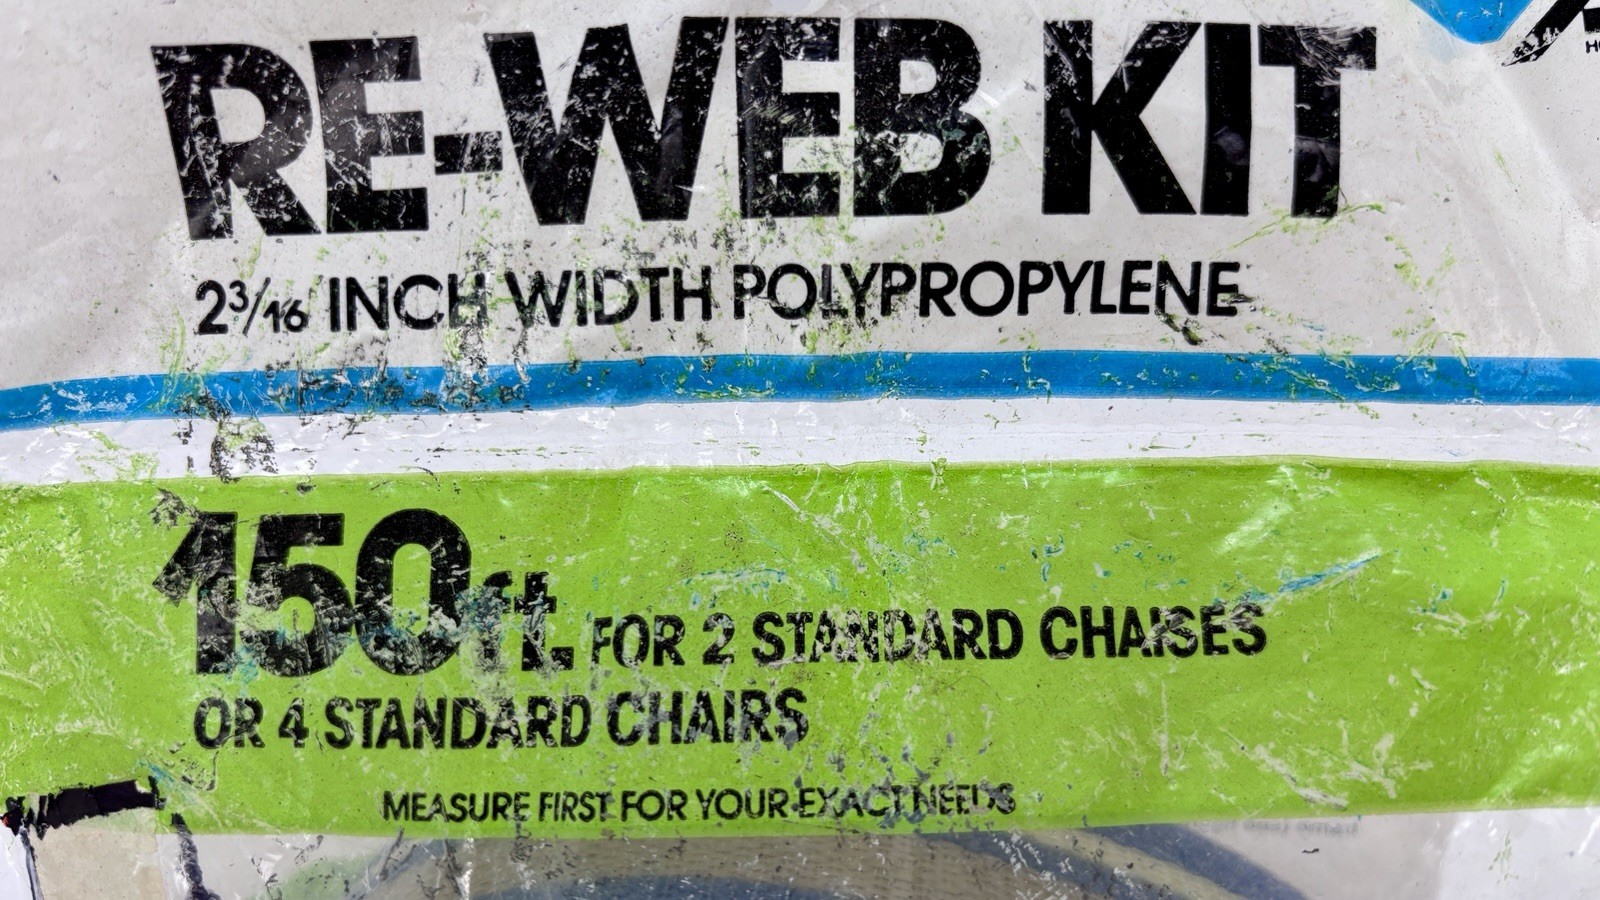 RE-WEB KIT
2 3/16 INCH WIDTH POLYPROPYLENE
150ft. FOR 2 STANDARD CHAISES
OR 4 STANDARD CHAIRS
MEASURE FIRST FOR YOUR EXACT NEEDS